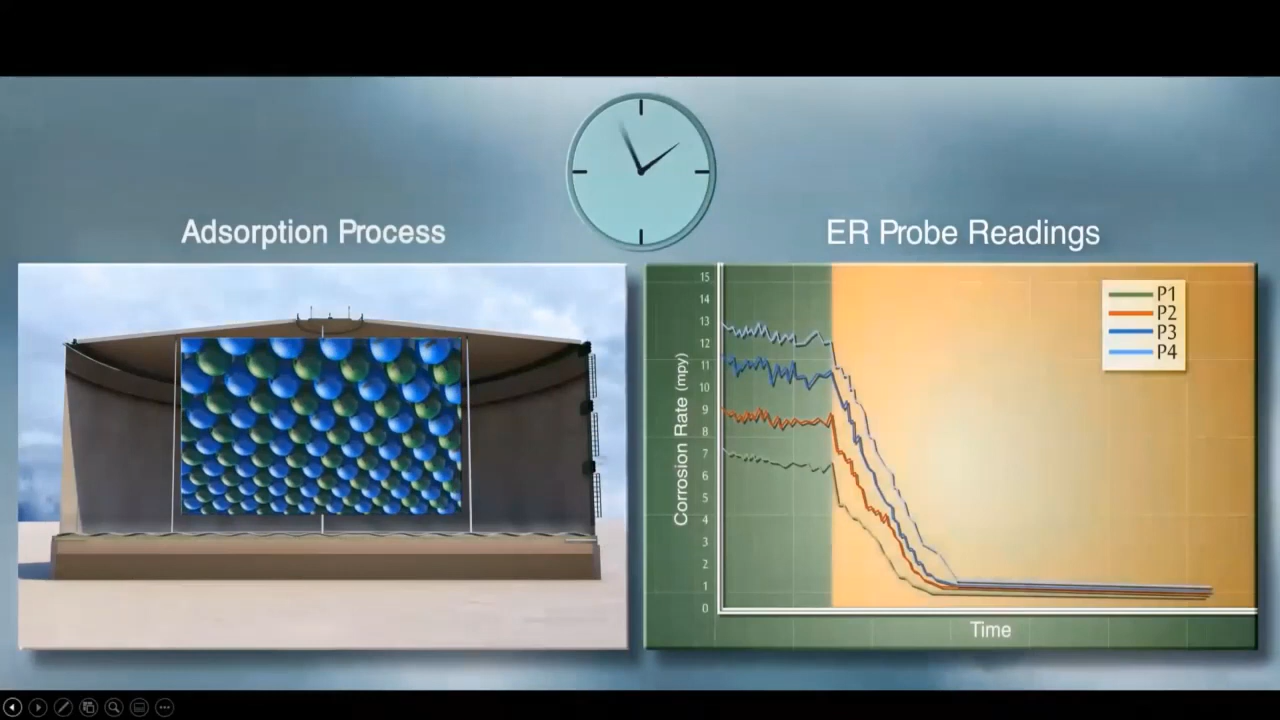 Adsorption Process
ER Probe Readings
15
14
13
12
11
10
9
8
7
6
5
4
3
2
1
0
Corrosion Rate (mpy)
P1
P2
P3
P4
Time